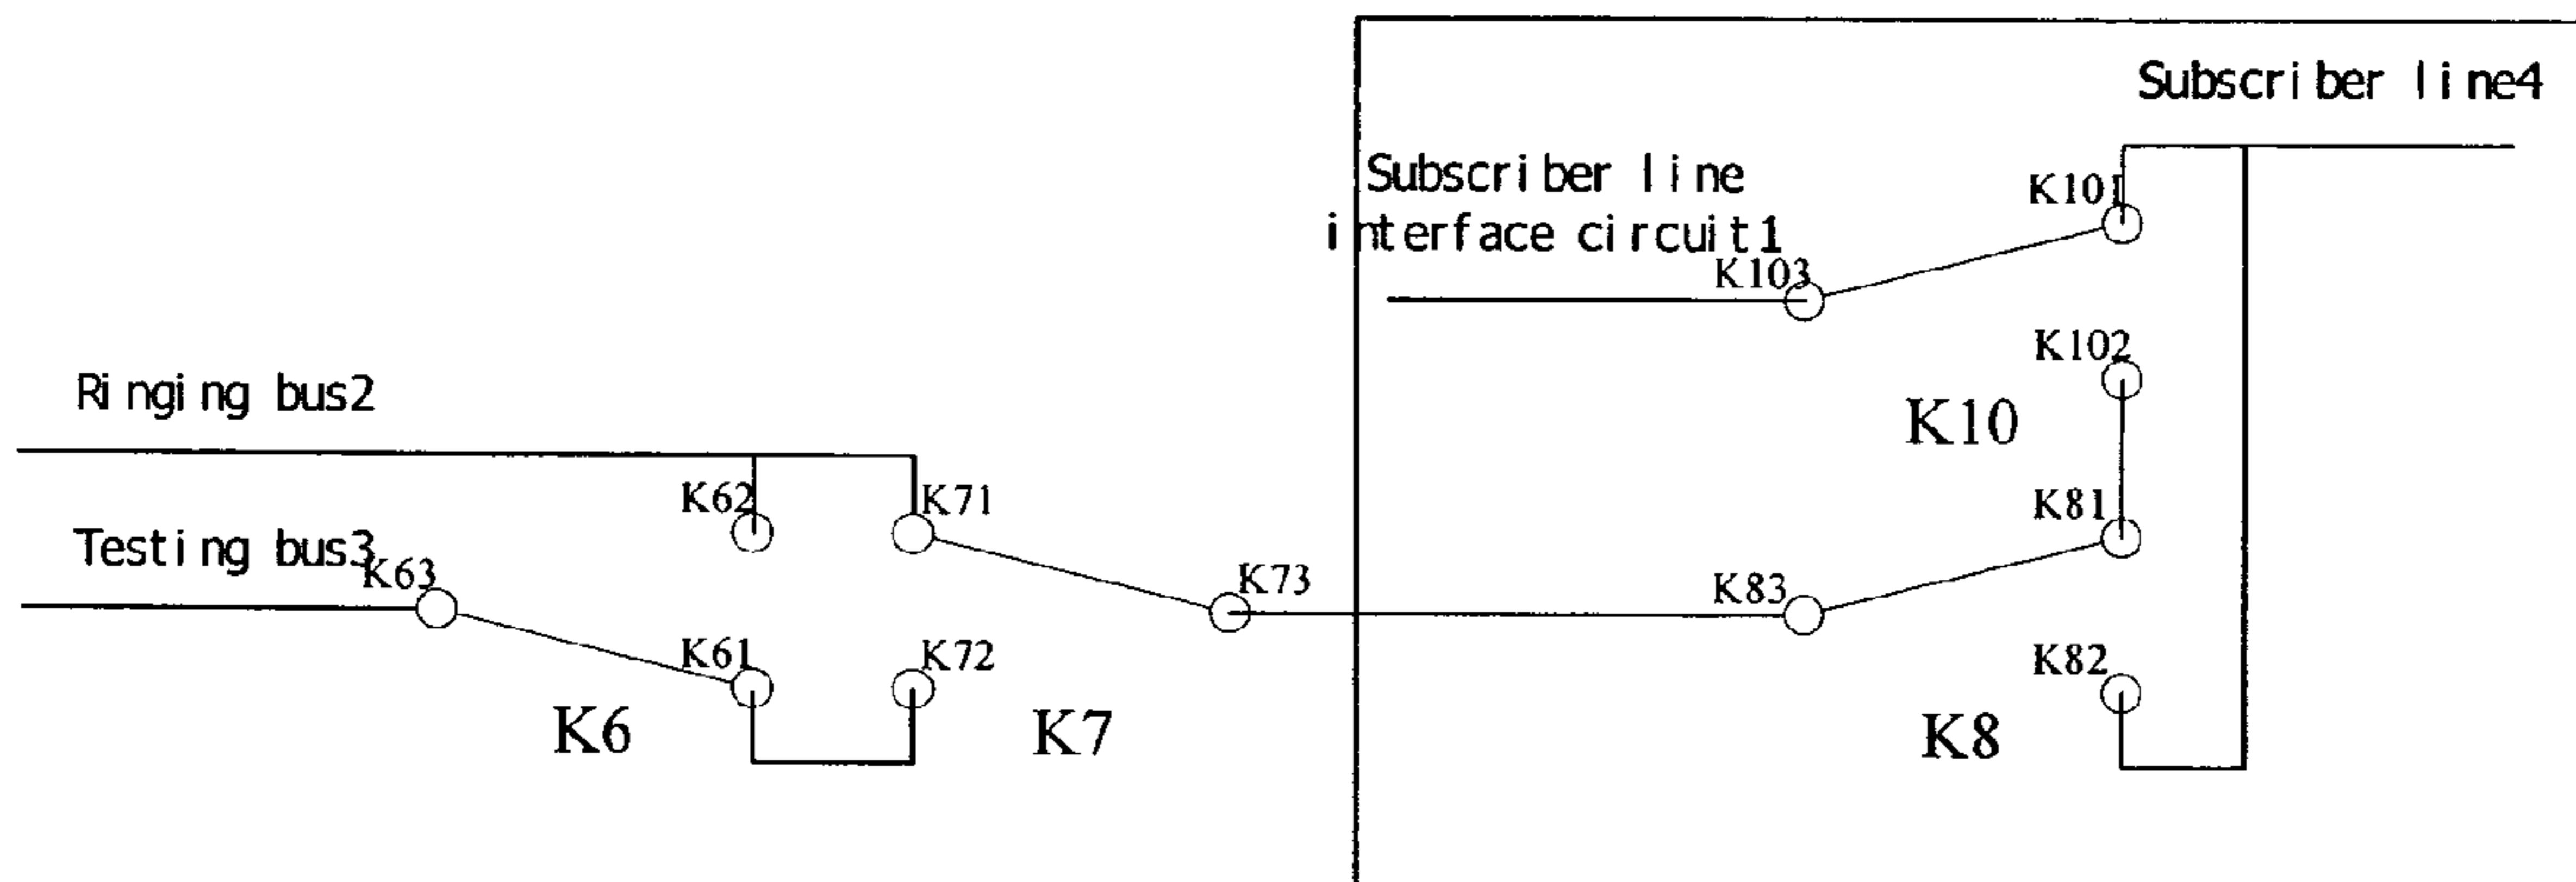 Subscriber line4
Subscriber line
interface circuit1
K101
K103
K102
K10
Ringing bus2
Testing bus3
K62
K71
K63
K73
K81
K83
K61
K72
K82
K6
K7
K8